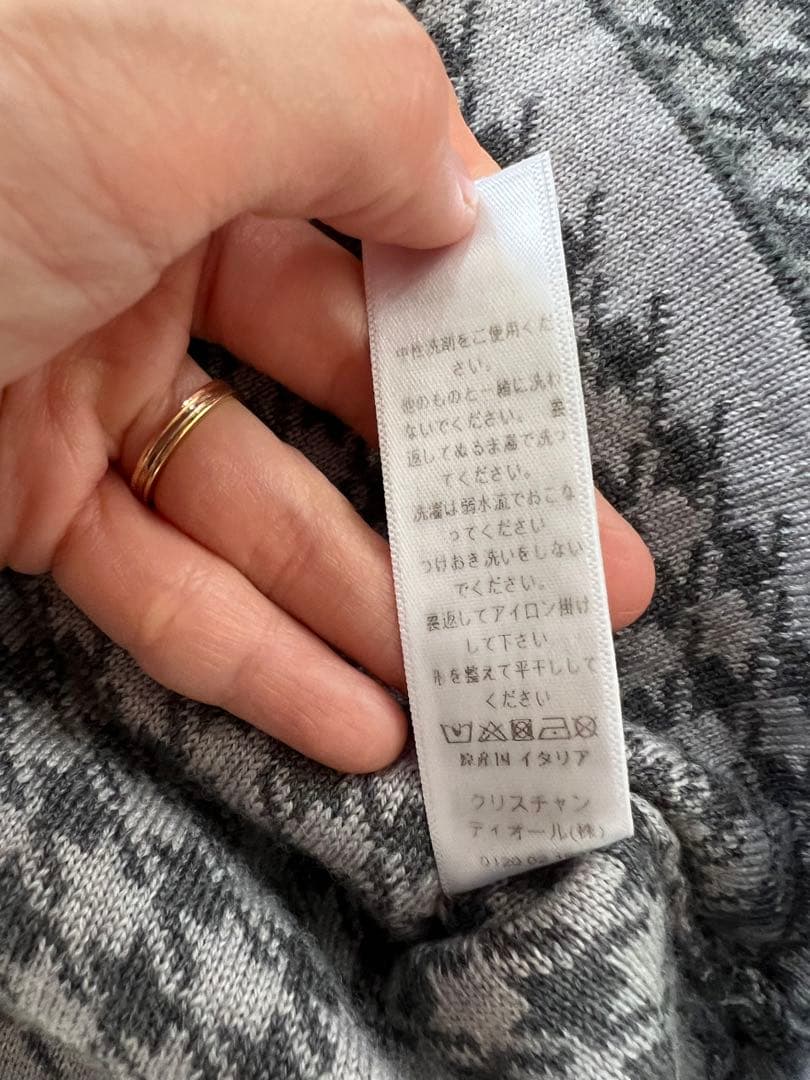 中性洗剤をご使用くだ
さい。
他のものと一緒に洗わ
ないでください。 裏
返してぬるま湯で洗っ
てください。
洗濯は弱水流でおこな
ってください
つけおき洗いをしない
でください。
裏返してアイロン掛け
して下さい
形を整えて平干しして
ください
原産国 イタリア
クリスチャン
ディオール(株)
0120 02